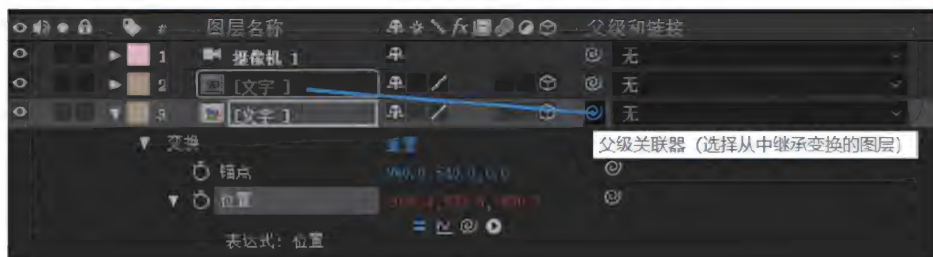 # 图层名称 fx 父级和链接
1 摄像机 1 无
2 [文字 ] 无
3 [文字 ] 无
父级关联器（选择从中继承变换的图层）
变换 重置
锚点 960.0,540.0,0.0
位置
表达式：位置